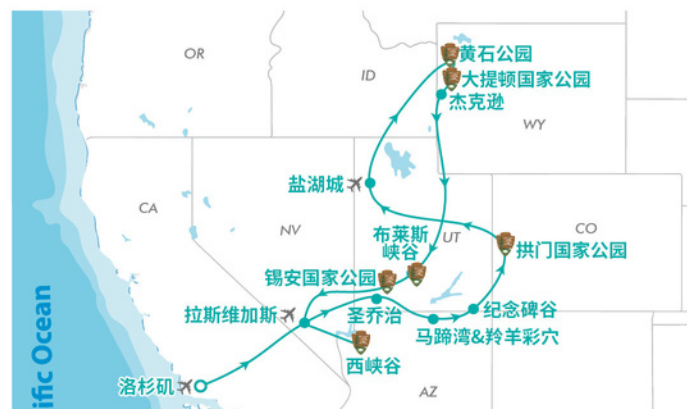 OR
ID
黄石公园
大提顿国家公园
杰克逊
WY
盐湖城
CA
NV
布莱斯
峡谷
UT
CO
拱门国家公园
锡安国家公园
拉斯维加斯
圣乔治
纪念碑谷
马蹄湾&羚羊彩穴
西峡谷
洛杉矶
AZ
ific Ocean